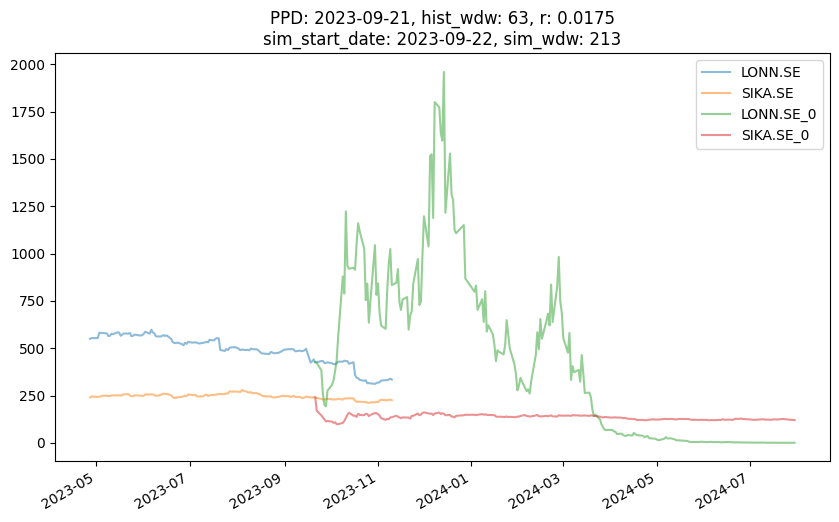 PPD: 2023-09-21, hist_wdw: 63, r: 0.0175
sim_start_date: 2023-09-22, sim_wdw: 213
2000
1750
1500
1250
1000
750
500
250
0
LONN.SE
SIKA.SE
LONN.SE_0
SIKA.SE_0
2023-05
2023-07
2023-09
2023-11
2024-01
2024-03
2024-05
2024-07